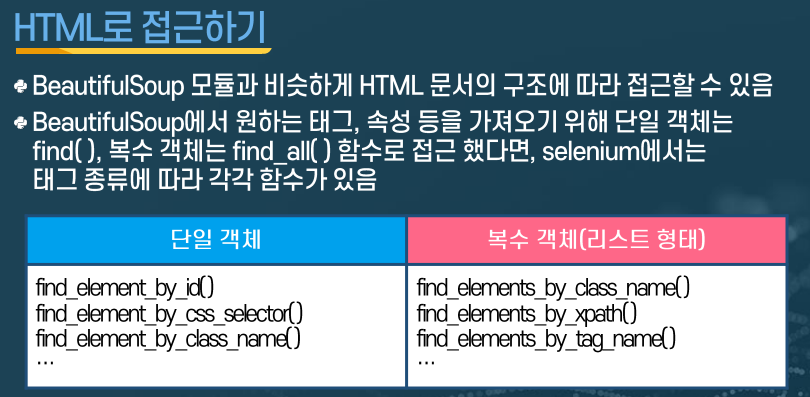 HTML로 접근하기
BeautifulSoup 모듈과 비슷하게 HTML 문서의 구조에 따라 접근할 수 있음
BeautifulSoup에서 원하는 태그, 속성 등을 가져오기 위해 단일 객체는
find( ), 복수 객체는 find_all( ) 함수로 접근 했다면, selenium에서는
태그 종류에 따라 각각 함수가 있음
단일 객체
복수 객체(리스트 형태)
find_element_by_id( )
find_element_by_css_selector( )
find_element_by_class_name( )
…
find_elements_by_class_name( )
find_elements_by_xpath( )
find_elements_by_tag_name( )
…